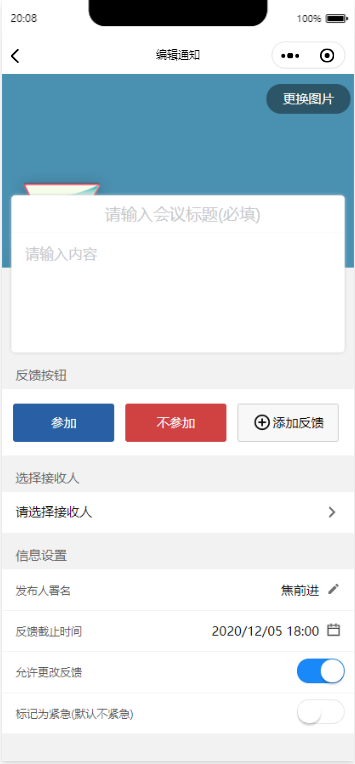 20:08
100%
编辑通知
更换图片
请输入会议标题(必填)
请输入内容
反馈按钮
参加
不参加
添加反馈
选择接收人
请选择接收人
信息设置
发布人署名
焦前进
反馈截止时间
2020/12/05 18:00
允许更改反馈
标记为紧急(默认不紧急)